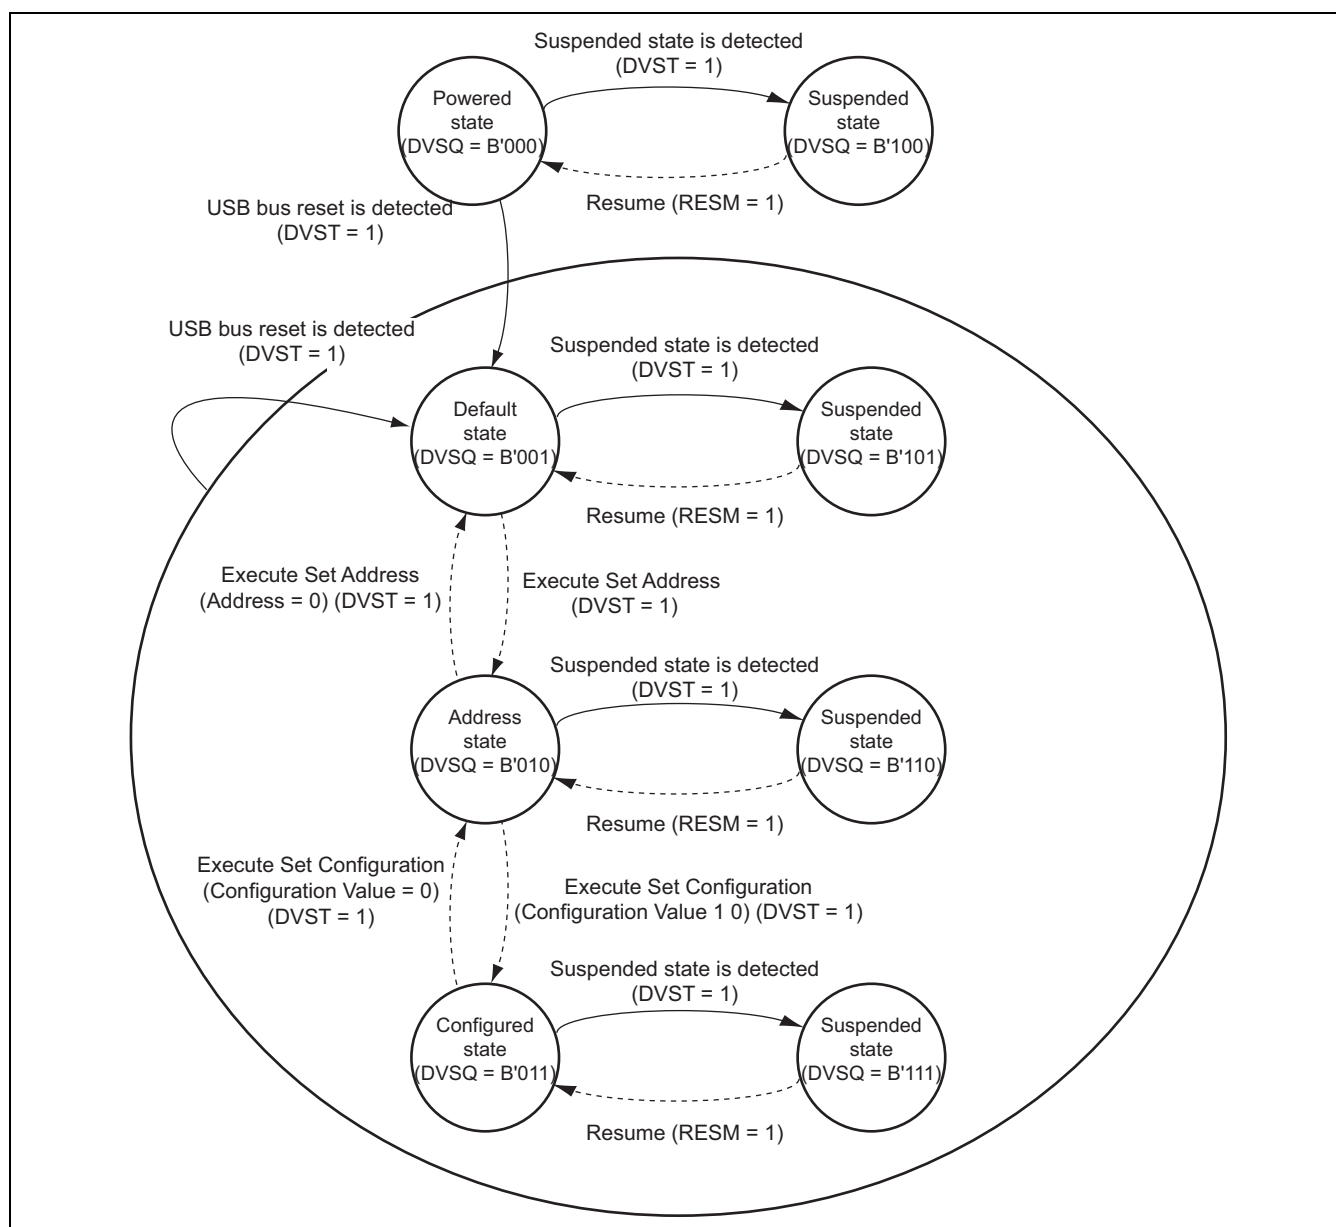 Suspended state is detected
(DVST = 1)
Powered
state
(DVSQ = B'000)
Suspended
state
(DVSQ = B'100)
Resume (RESM = 1)
USB bus reset is detected
(DVST = 1)
USB bus reset is detected
(DVST = 1)
Suspended state is detected
(DVST = 1)
Default
state
(DVSQ = B'001)
Suspended
state
(DVSQ = B'101)
Resume (RESM = 1)
Execute Set Address
(Address = 0) (DVST = 1)
Execute Set Address
(DVST = 1)
Suspended state is detected
(DVST = 1)
Address
state
(DVSQ = B'010)
Suspended
state
(DVSQ = B'110)
Resume (RESM = 1)
Execute Set Configuration
(Configuration Value = 0)
(DVST = 1)
Execute Set Configuration
(Configuration Value 1 0) (DVST = 1)
Suspended state is detected
(DVST = 1)
Configured
state
(DVSQ = B'011)
Suspended
state
(DVSQ = B'111)
Resume (RESM = 1)